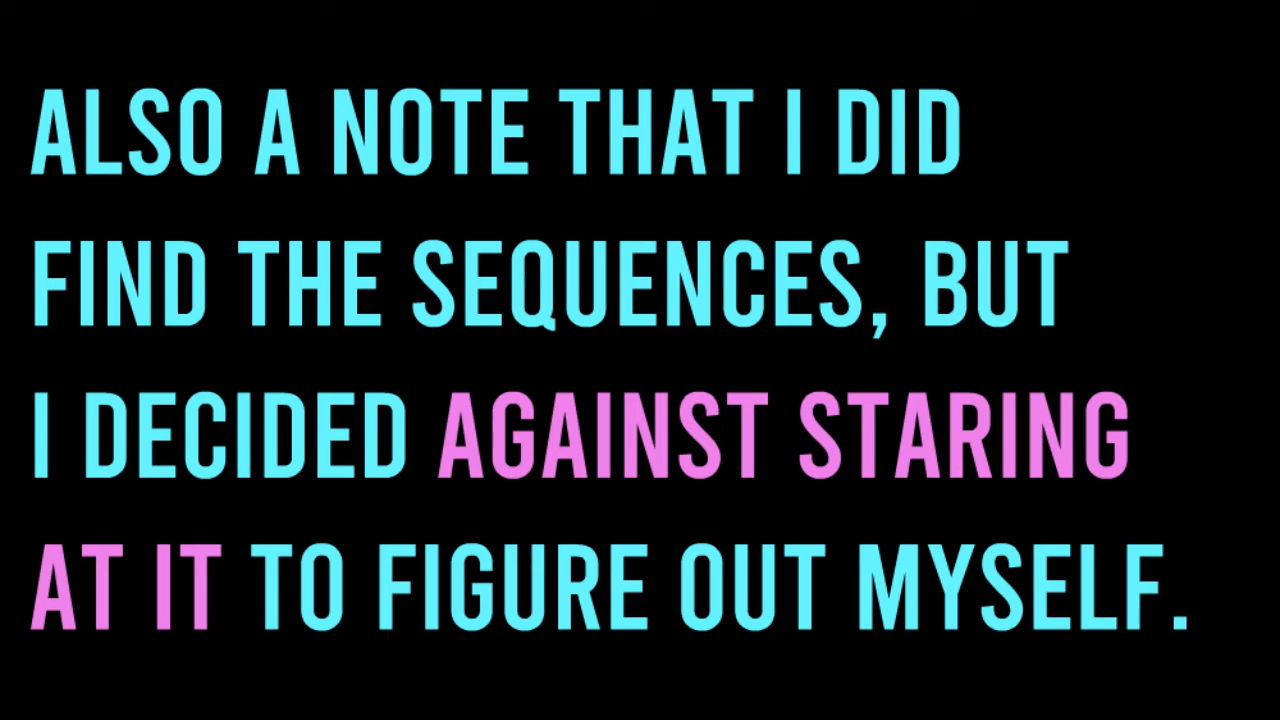 ALSO A NOTE THAT I DID
FIND THE SEQUENCES, BUT
I DECIDED AGAINST STARING
AT IT TO FIGURE OUT MYSELF.